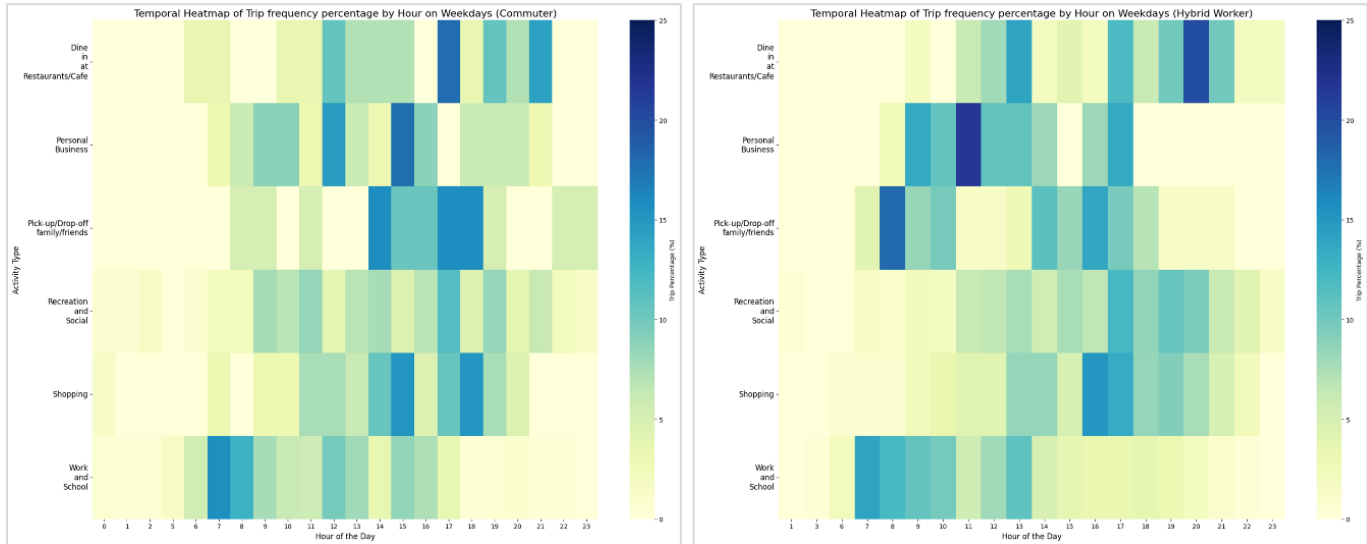 Temporal Heatmap of Trip frequency percentage by Hour on Weekdays (Commuter)
Dine
in
at
Restaurants/Cafe
Personal
Business
Pick-up/Drop-off
family/friends
Recreation
and
Social
Shopping
Work
and
School
Activity Type
0 1 2 5 6 7 8 9 10 11 12 13 14 15 16 17 18 19 20 21 22 23
Hour of the Day
25
20
15
10
5
0
Trip Percentage (%)
Temporal Heatmap of Trip frequency percentage by Hour on Weekdays (Hybrid Worker)
Dine
in
at
Restaurants/Cafe
Personal
Business
Pick-up/Drop-off
family/friends
Recreation
and
Social
Shopping
Work
and
School
Activity Type
1 3 6 7 8 9 10 11 12 13 14 15 16 17 18 19 20 21 22 23
Hour of the Day
25
20
15
10
5
0
Trip Percentage (%)